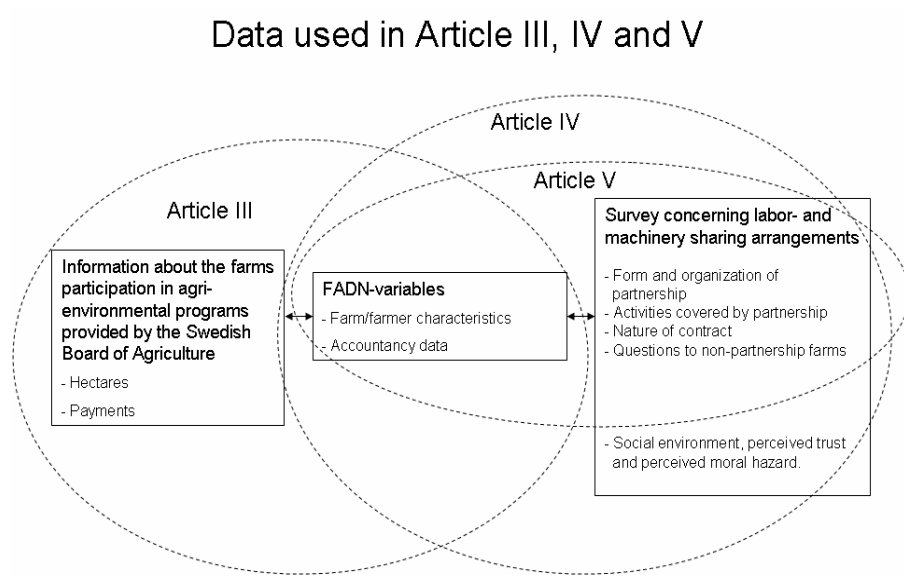 Data used in Article III, IV and V
Article IV
Article V
Article III
Information about the farms
participation in agri-
environmental programs
provided by the Swedish
Board of Agriculture
- Hectares
- Payments
FADN-variables
- Farm/farmer characteristics
- Accountancy data
Survey concerning labor- and
machinery sharing arrangements
- Form and organization of
partnership
- Activities covered by partnership
- Nature of contract
- Questions to non-partnership farms
- Social environment, perceived trust
and perceived moral hazard.